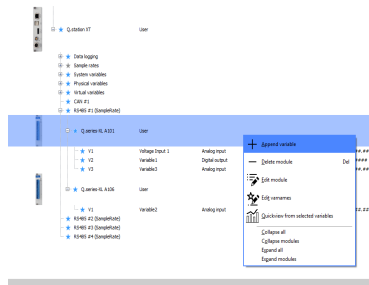 Q.station XT User
Data logging
Sample rates
System variables
Physical variables
Virtual variables
CAN #1
RS485 #1 (SampleRate)
Q.series-XL A101 User
V1 Voltage Input 1 Analog input
V2 Variable1 Digital output
V3 Variable3 Analog input
Q.series-XL A106 User
V1 Variable2 Analog input
RS485 #2 (SampleRate)
RS485 #3 (SampleRate)
RS485 #4 (SampleRate)
Append variable
Delete module Del
Edit module
Edit varnames
Quickview from selected variables
Collapse all
Collapse modules
Expand all
Expand modules